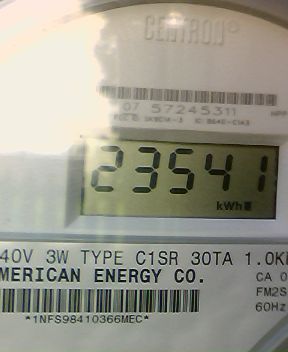 CENTRON®
07 57245311
23541
kWh
40V 3W TYPE C1SR 30TA 1.0K
MERICAN ENERGY CO.
CA 0
FM2S
60Hz
*1NFS98410366MEC*